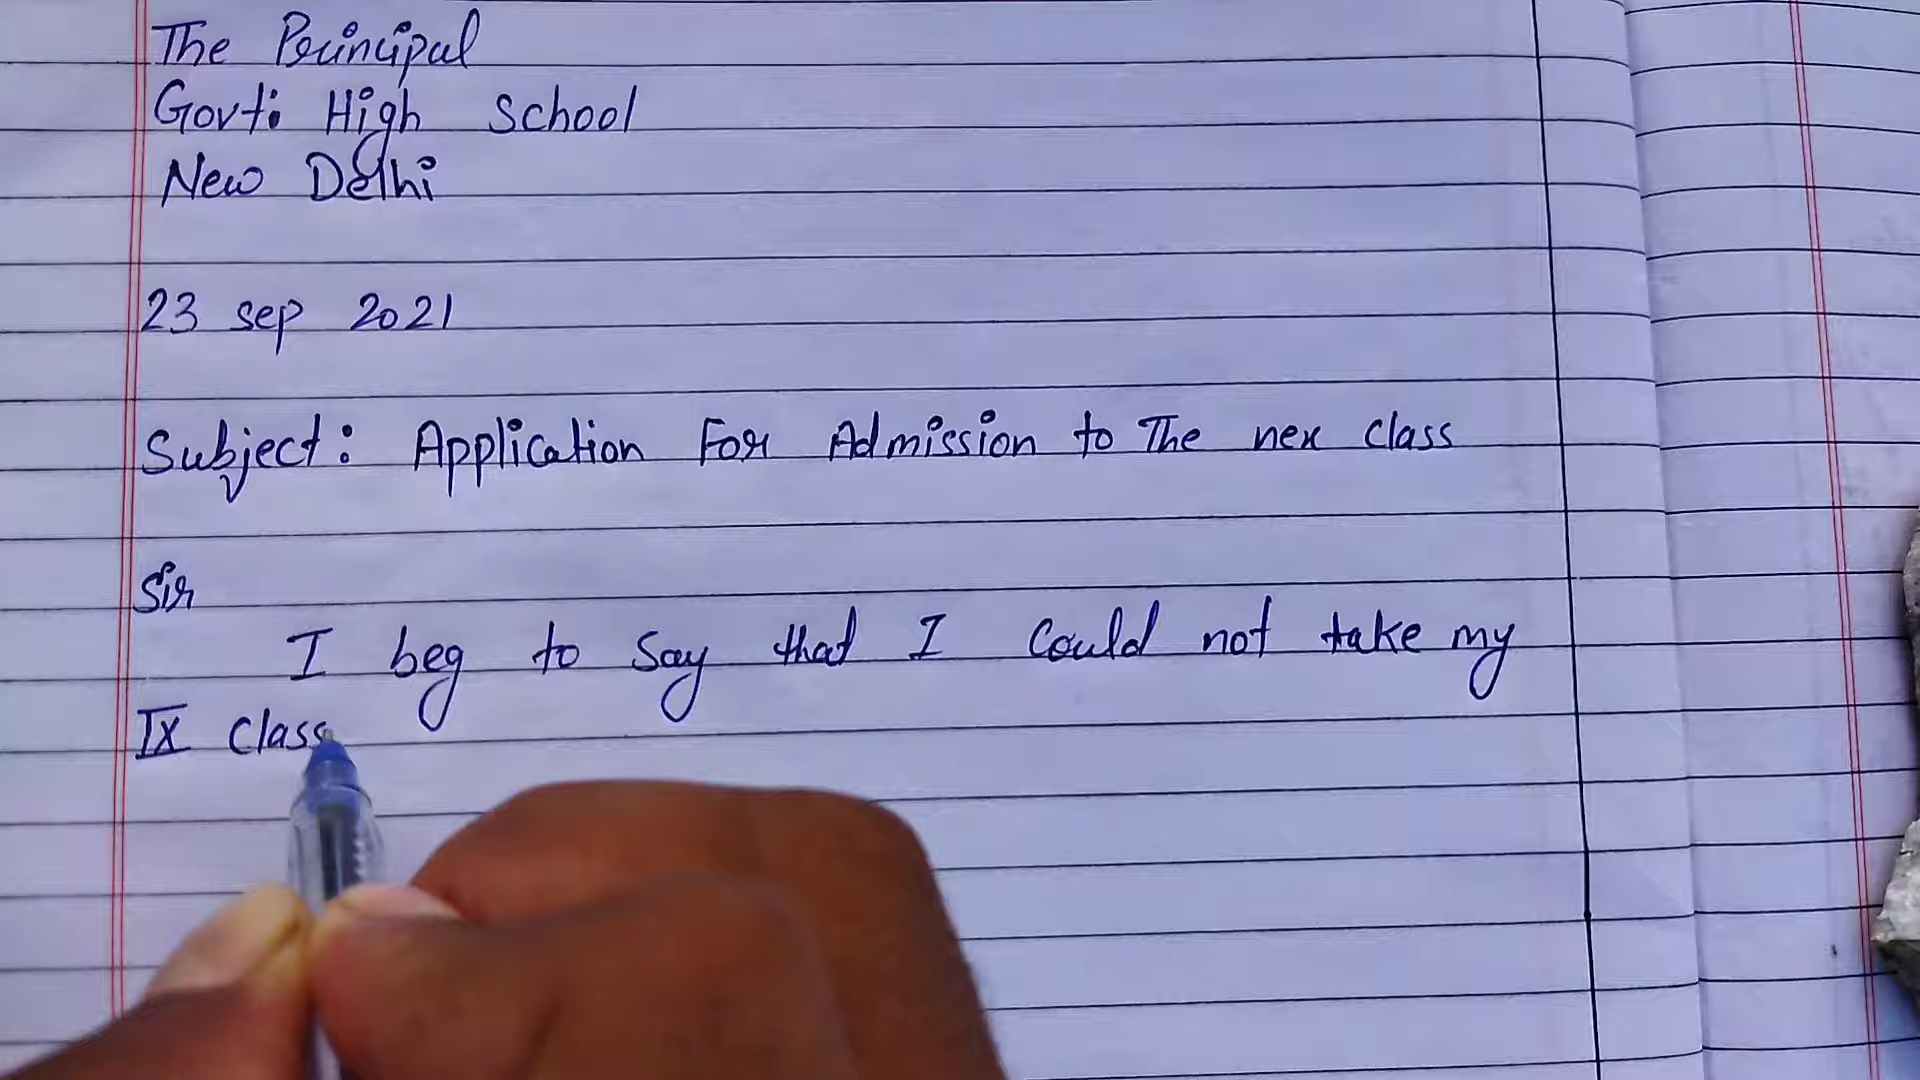 The Principal
Govt: High School
New Delhi
23 sep 2021
Subject: Application For Admission to The nex class
Sir
I beg to say that I could not take my
IX class